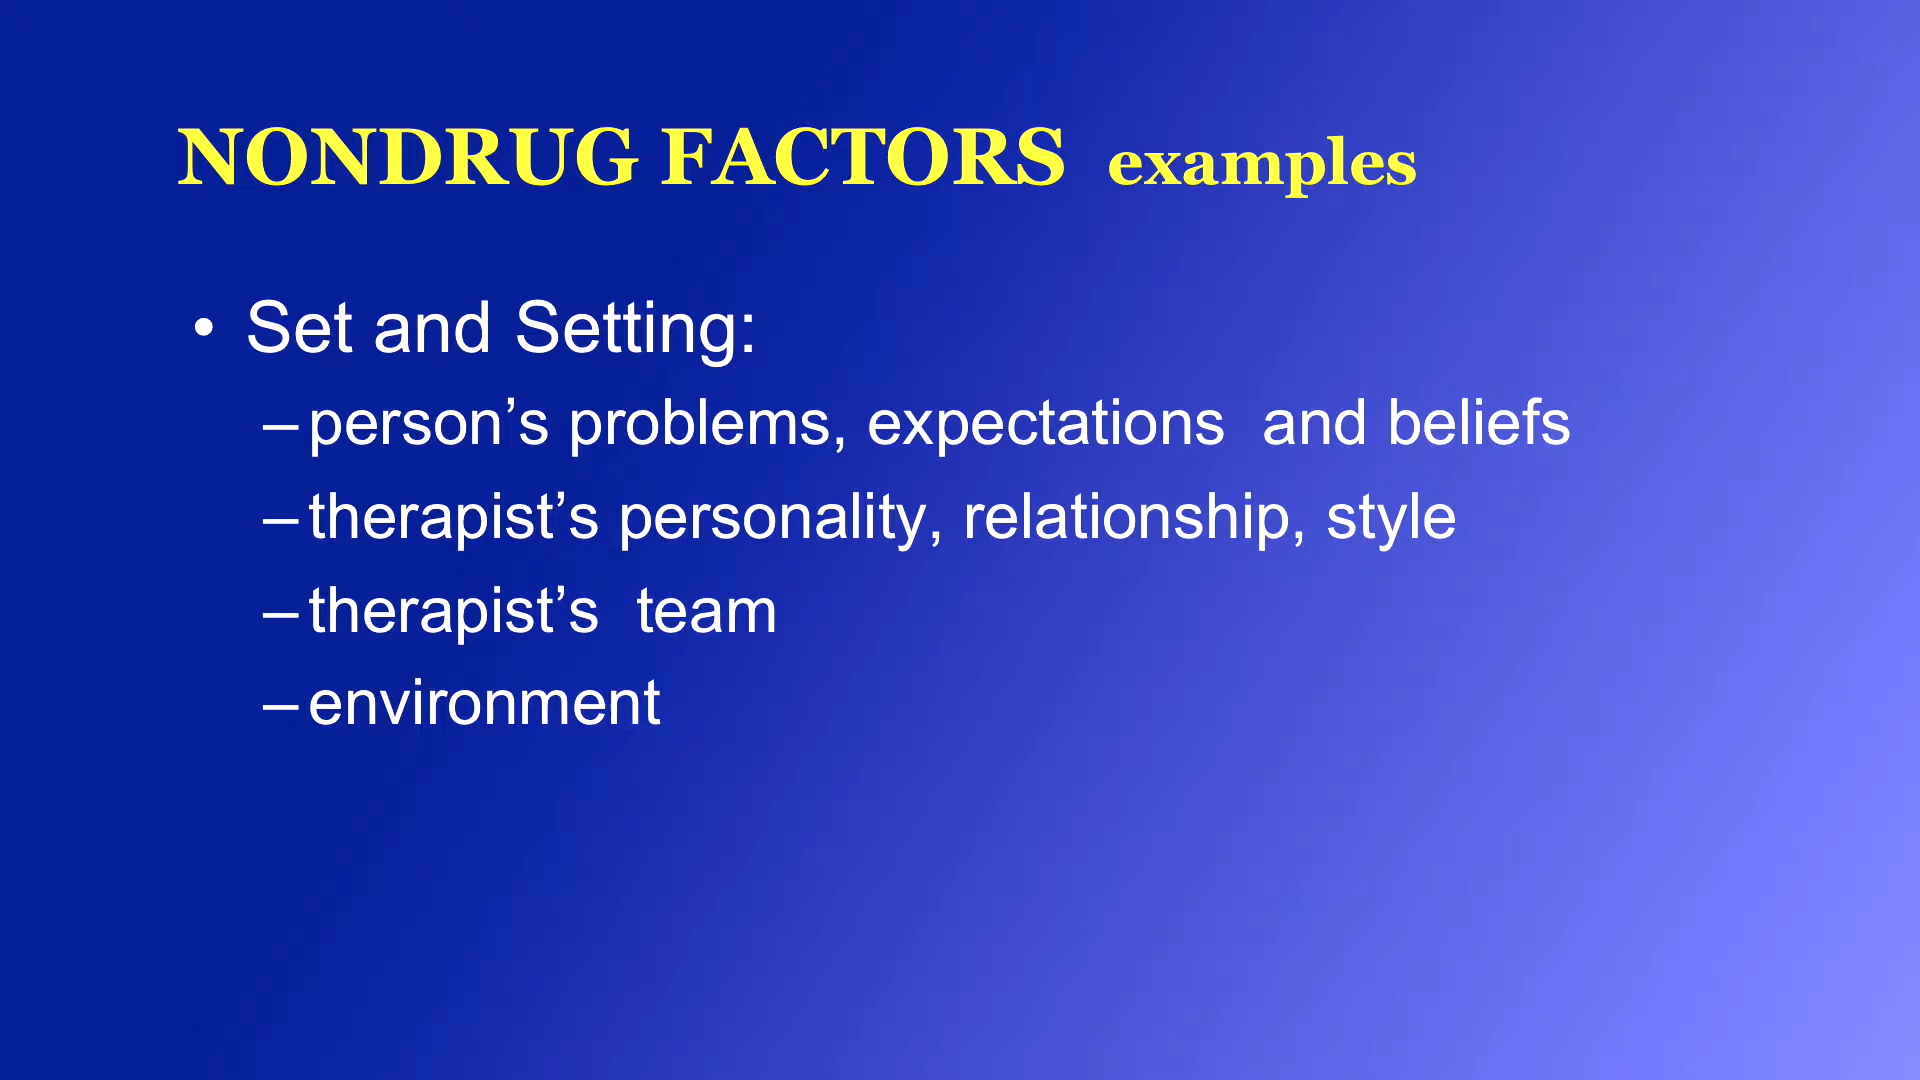 NONDRUG FACTORS examples
• Set and Setting:
– person’s problems, expectations and beliefs
– therapist’s personality, relationship, style
– therapist’s team
– environment